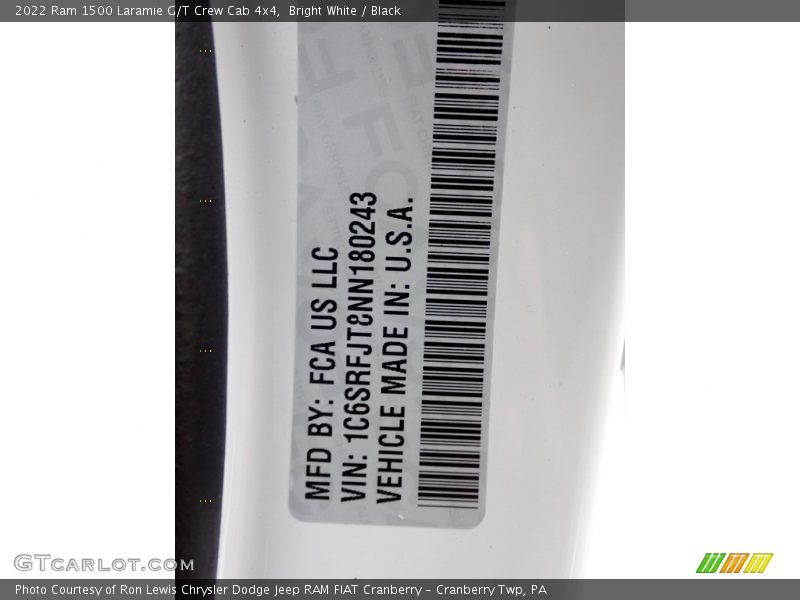 2022 Ram 1500 Laramie G/T Crew Cab 4x4, Bright White / Black
MFD BY: FCA US LLC
VIN: 1C6SRFJT8NN180243
VEHICLE MADE IN: U.S.A.
GTCARLOT.COM
Photo Courtesy of Ron Lewis Chrysler Dodge Jeep RAM FIAT Cranberry – Cranberry Twp, PA